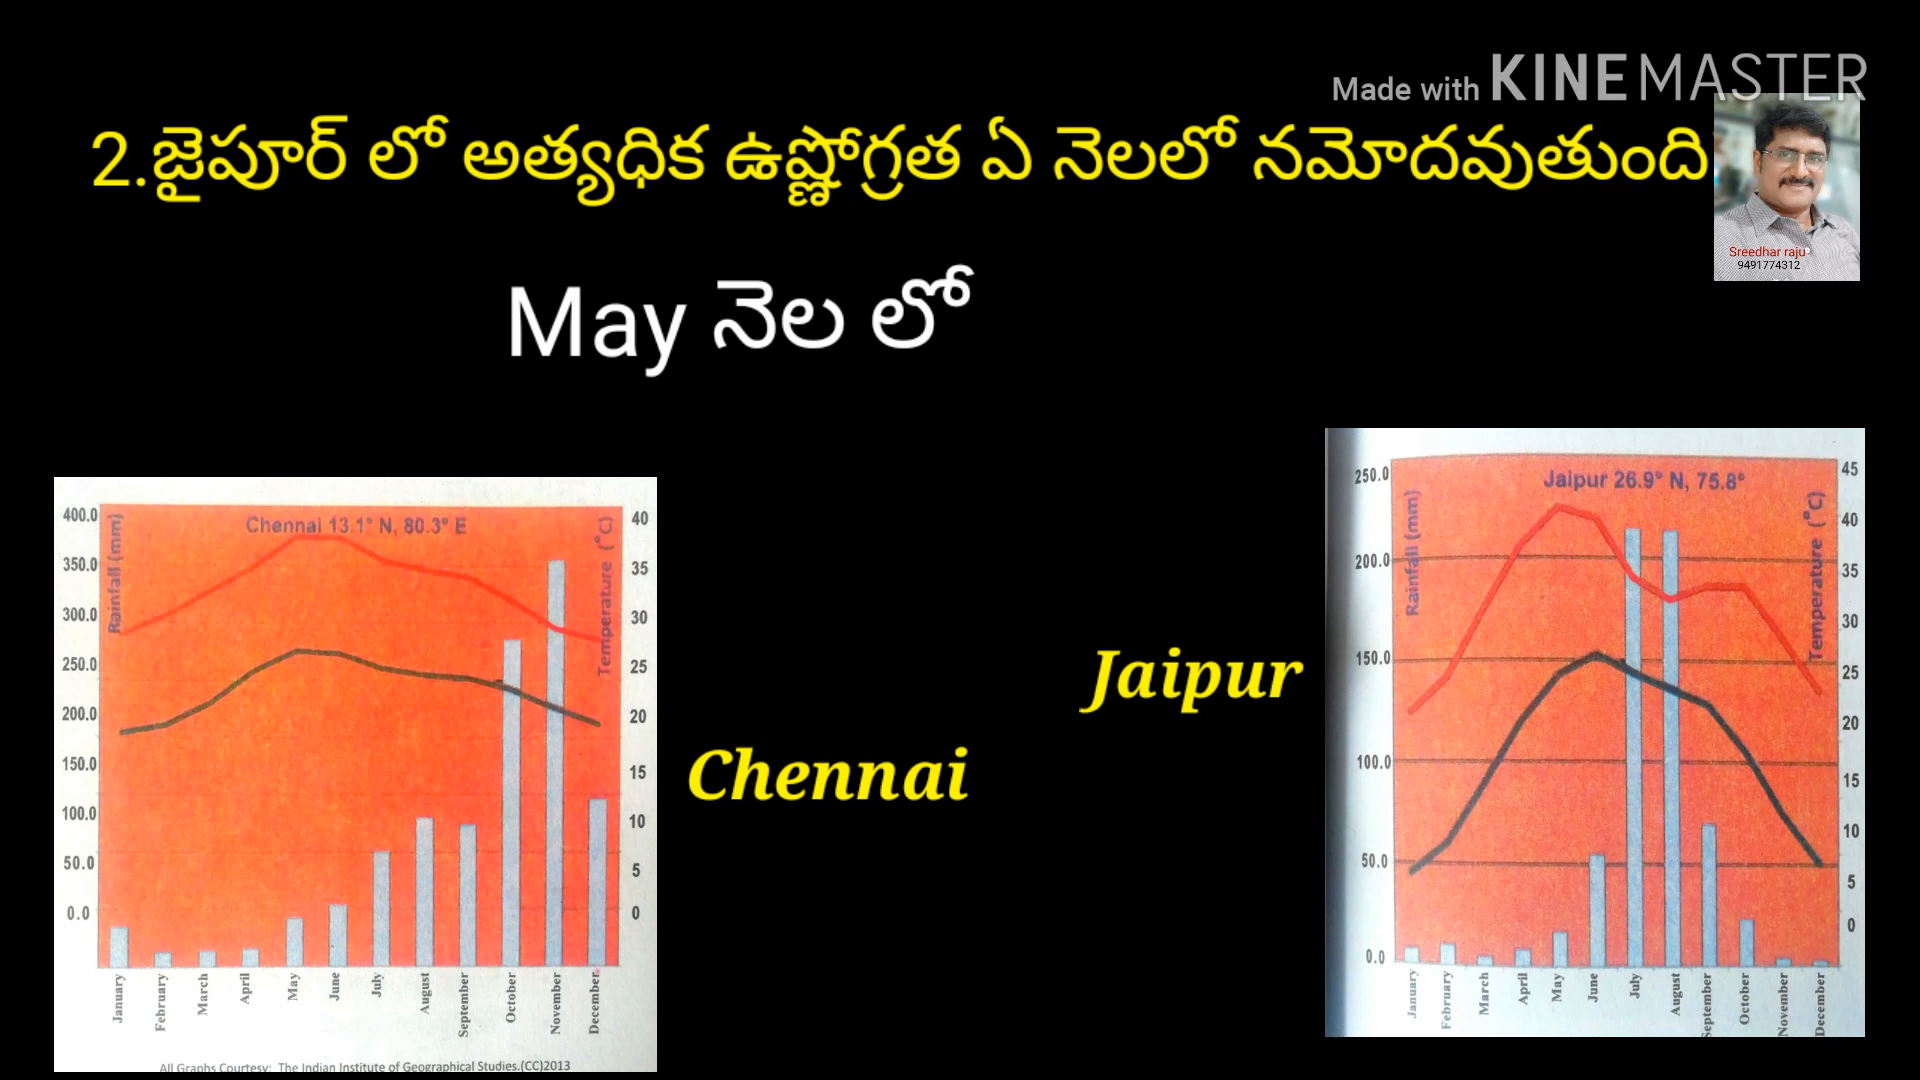 Made with KINEMASTER
2.జైపూర్ లో అత్యధిక ఉష్ణోగ్రత ఏ నెలలో నమోదవుతుంది
Sreedhar raju
9491774312
May నెల లో
Chennai 13.1° N, 80.3° E
Rainfall (mm)
Temperature (°C)
400.0
350.0
300.0
250.0
200.0
150.0
100.0
50.0
0.0
40
35
30
25
20
15
10
5
0
January
February
March
April
May
June
July
August
September
October
November
December
All Graphs Courtesy: The Indian Institute of Geographical Studies.(CC)2013
Chennai
Jaipur
Jaipur 26.9° N, 75.8°
Rainfall (mm)
Temperature (°C)
250.0
200.0
150.0
100.0
50.0
0.0
45
40
35
30
25
20
15
10
5
0
January
February
March
April
May
June
July
August
September
October
November
December